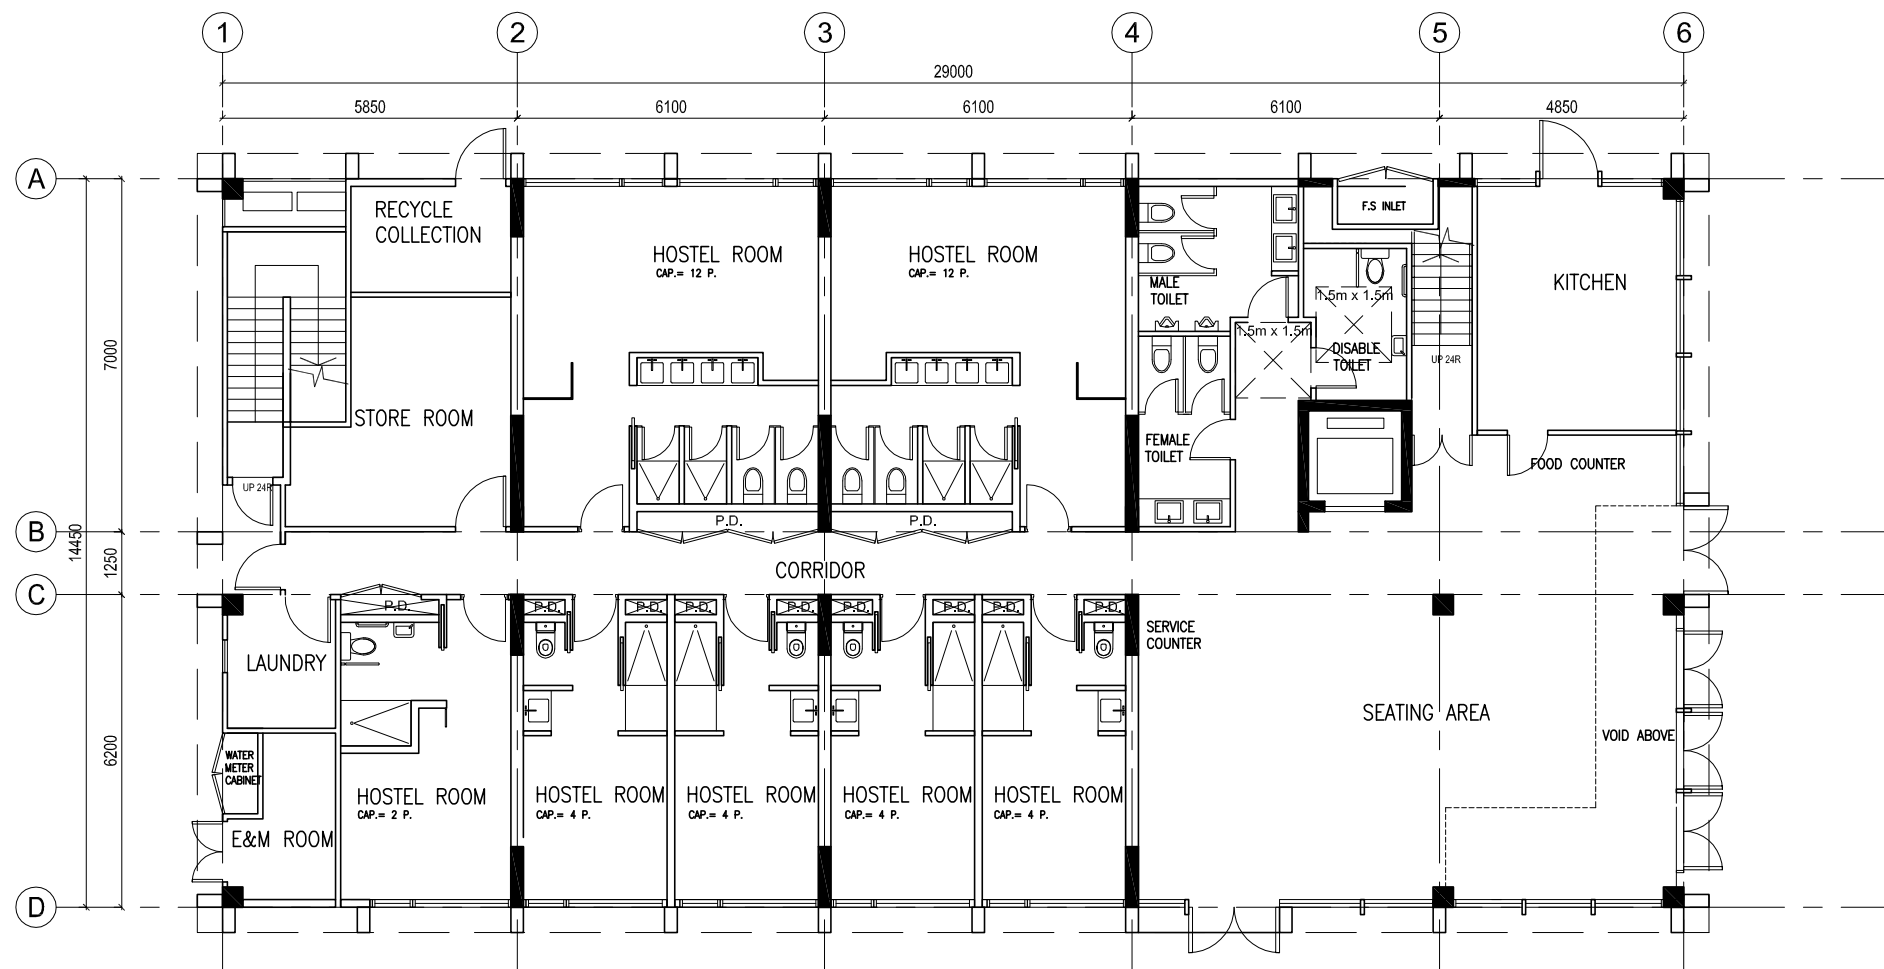 1 2 3 4 5 6
29000
5850 6100 6100 6100 4850
A
B
C
D
14450
7000
1250
6200
RECYCLE
COLLECTION
HOSTEL ROOM
CAP.= 12 P.
HOSTEL ROOM
CAP.= 12 P.
MALE
TOILET
F.S INLET
KITCHEN
1.5m x 1.5m
1.5m x 1.5m
DISABLE
TOILET
UP 24R
STORE ROOM
FEMALE
TOILET
FOOD COUNTER
UP 24R
P.D.
P.D.
CORRIDOR
P.D.
P.D.
P.D.
P.D.
P.D.
P.D.
P.D.
P.D.
P.D.
SERVICE
COUNTER
LAUNDRY
SEATING AREA
VOID ABOVE
WATER
METER
CABINET
HOSTEL ROOM
CAP.= 2 P.
HOSTEL ROOM
CAP.= 4 P.
HOSTEL ROOM
CAP.= 4 P.
HOSTEL ROOM
CAP.= 4 P.
HOSTEL ROOM
CAP.= 4 P.
E&M ROOM